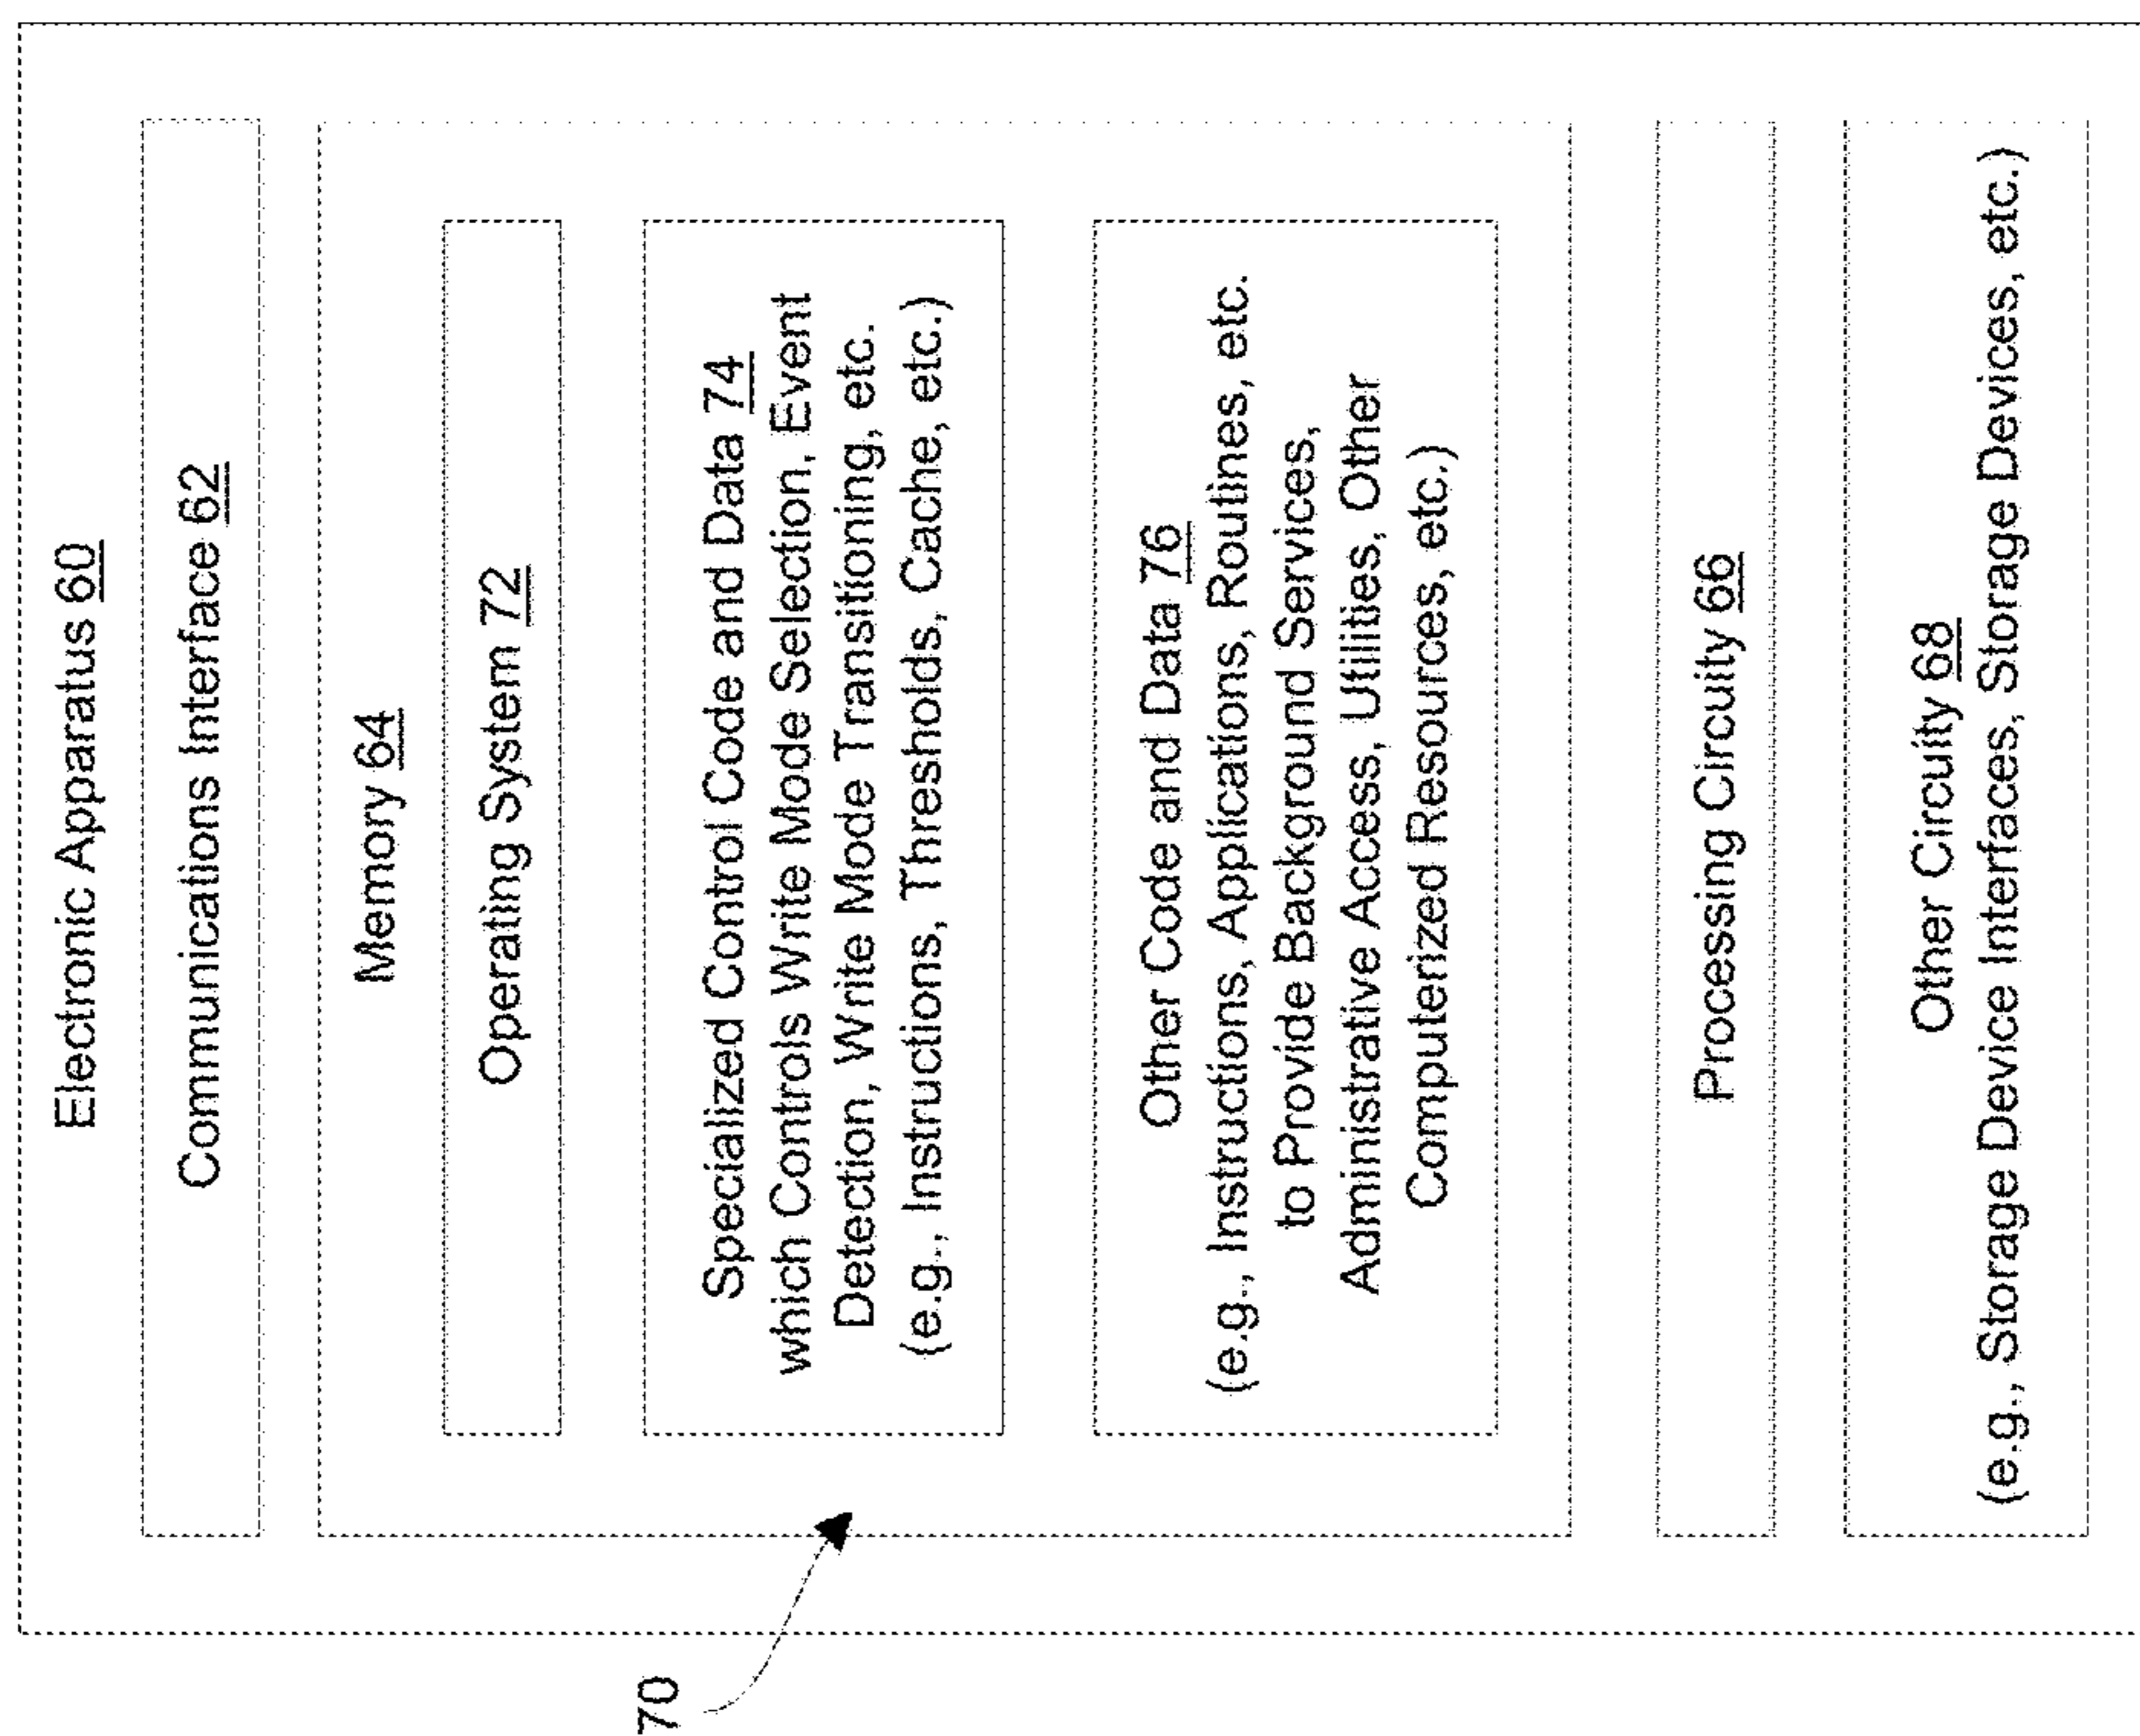 Electronic Apparatus 60
Communications Interface 62
Memory 64
Operating System 72
Specialized Control Code and Data 74
which Controls Write Mode Selection, Event
Detection, Write Mode Transitioning, etc.
(e.g., Instructions, Thresholds, Cache, etc.)
Other Code and Data 76
(e.g., Instructions, Applications, Routines, etc.
to Provide Background Services,
Administrative Access, Utilities, Other
Computerized Resources, etc.)
Processing Circuity 66
Other Circuity 68
(e.g., Storage Device Interfaces, Storage Devices, etc.)
70